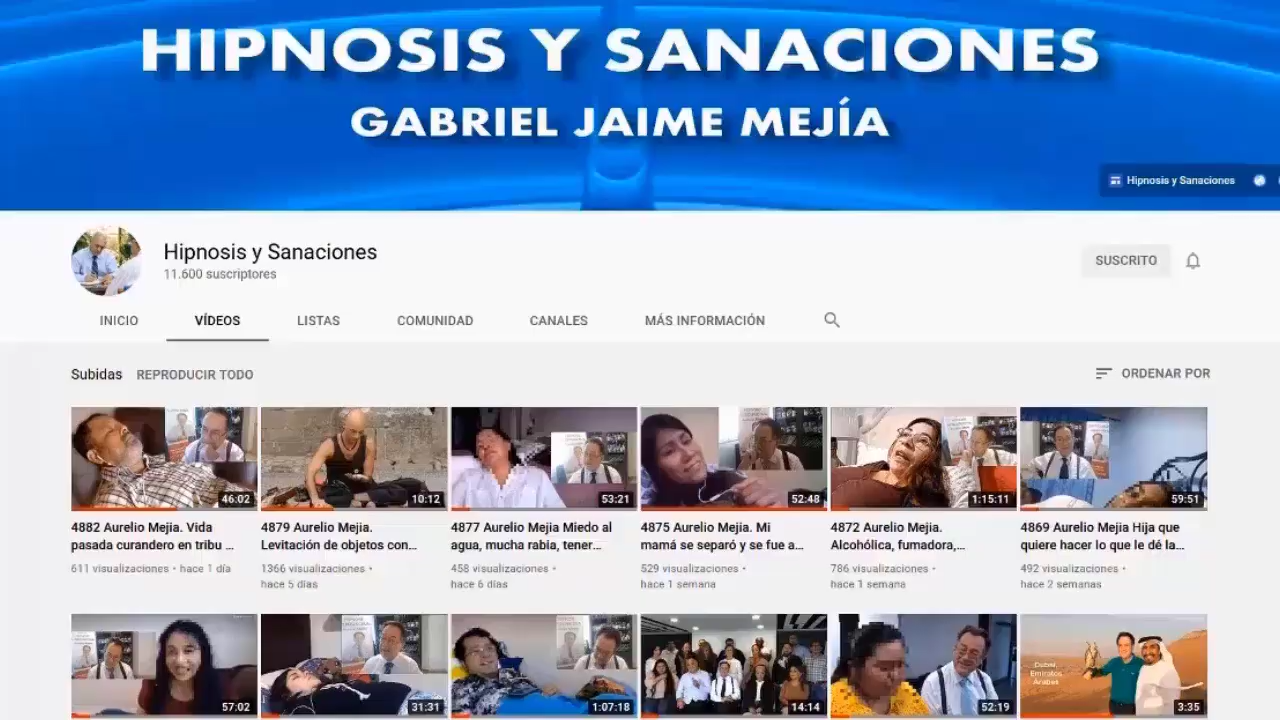 HIPNOSIS Y SANACIONES
GABRIEL JAIME MEJÍA
Hipnosis y Sanaciones
Hipnosis y Sanaciones
11.600 suscriptores
SUSCRITO
INICIO VÍDEOS LISTAS COMUNIDAD CANALES MÁS INFORMACIÓN
Subidas REPRODUCIR TODO ORDENAR POR
46:02 10:12 53:21 52:48 1:15:11 59:51
4882 Aurelio Mejia. Vida
pasada curandero en tribu ...
611 visualizaciones • hace 1 día
4879 Aurelio Mejia.
Levitación de objetos con...
1366 visualizaciones •
hace 5 días
4877 Aurelio Mejia Miedo al
agua, mucha rabia, tener...
458 visualizaciones •
hace 6 días
4875 Aurelio Mejia. Mi
mamá se separó y se fue a...
529 visualizaciones •
hace 1 semana
4872 Aurelio Mejia.
Alcohólica, fumadora,...
786 visualizaciones •
hace 1 semana
4869 Aurelio Mejia Hija que
quiere hacer lo que le dé la...
492 visualizaciones •
hace 2 semanas
Dubai,
Emiratos
Arabes
57:02 31:31 1:07:18 14:14 52:19 3:35